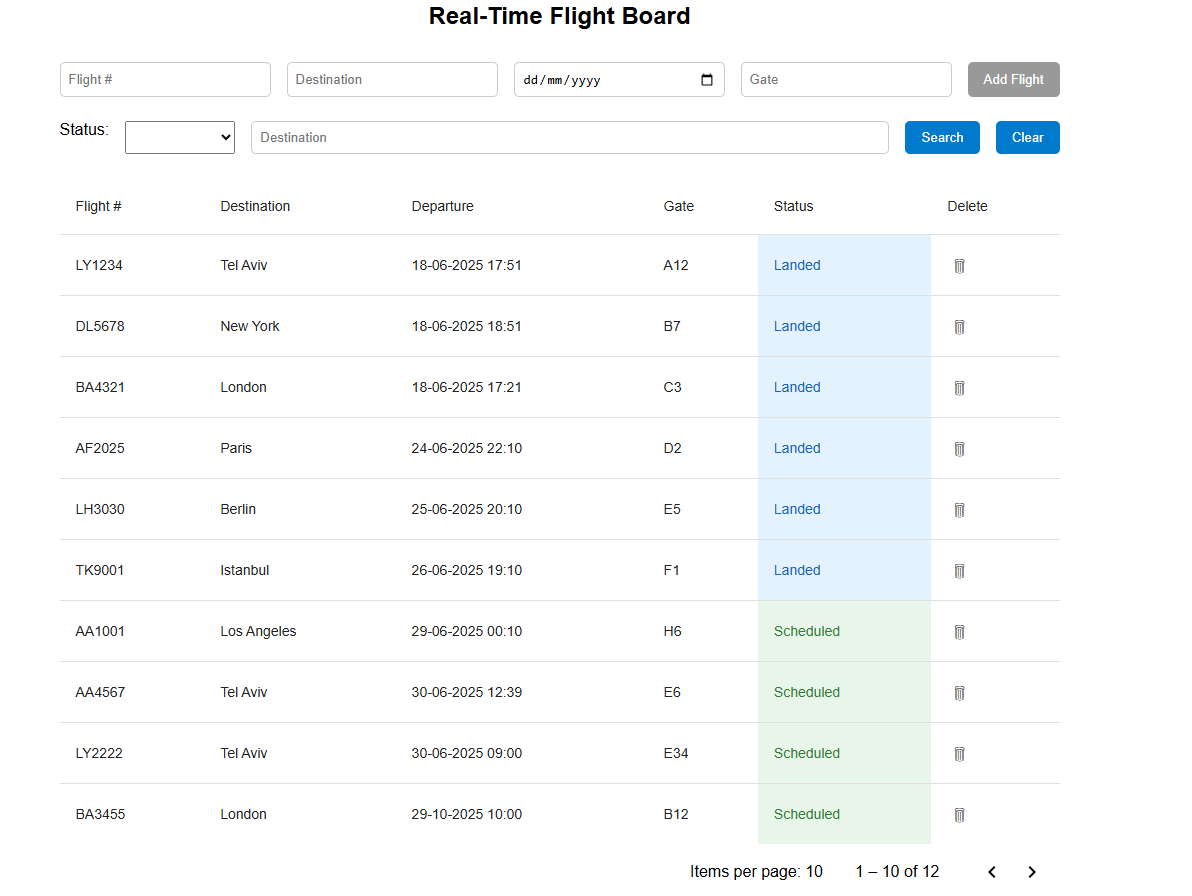 Real-Time Flight Board
Flight # Destination dd/mm/yyyy Gate Add Flight
Status: Destination Search Clear
Flight # Destination Departure Gate Status Delete
LY1234 Tel Aviv 18-06-2025 17:51 A12 Landed
DL5678 New York 18-06-2025 18:51 B7 Landed
BA4321 London 18-06-2025 17:21 C3 Landed
AF2025 Paris 24-06-2025 22:10 D2 Landed
LH3030 Berlin 25-06-2025 20:10 E5 Landed
TK9001 Istanbul 26-06-2025 19:10 F1 Landed
AA1001 Los Angeles 29-06-2025 00:10 H6 Scheduled
AA4567 Tel Aviv 30-06-2025 12:39 E6 Scheduled
LY2222 Tel Aviv 30-06-2025 09:00 E34 Scheduled
BA3455 London 29-10-2025 10:00 B12 Scheduled
Items per page: 10 1 – 10 of 12